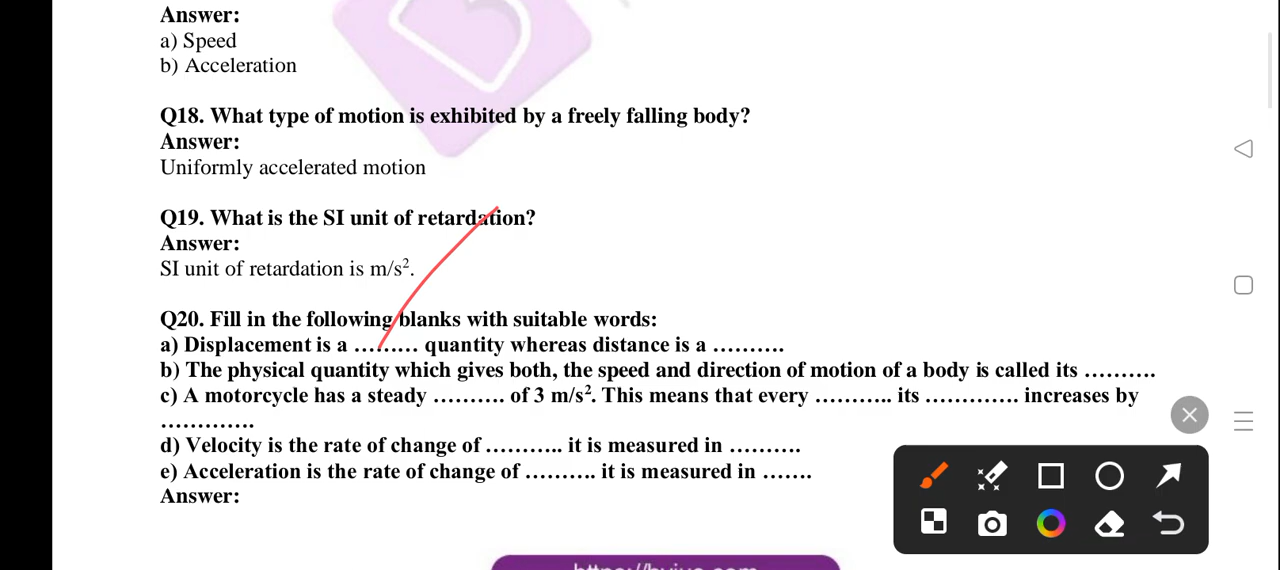 Answer:
a) Speed
b) Acceleration
Q18. What type of motion is exhibited by a freely falling body?
Answer:
Uniformly accelerated motion
Q19. What is the SI unit of retardation?
Answer:
SI unit of retardation is m/s².
Q20. Fill in the following blanks with suitable words:
a) Displacement is a ……… quantity whereas distance is a ……….
b) The physical quantity which gives both, the speed and direction of motion of a body is called its ……….
c) A motorcycle has a steady ………. of 3 m/s². This means that every ……….. its …………. increases by
………….
d) Velocity is the rate of change of ……….. it is measured in ……….
e) Acceleration is the rate of change of ………. it is measured in …….
Answer: